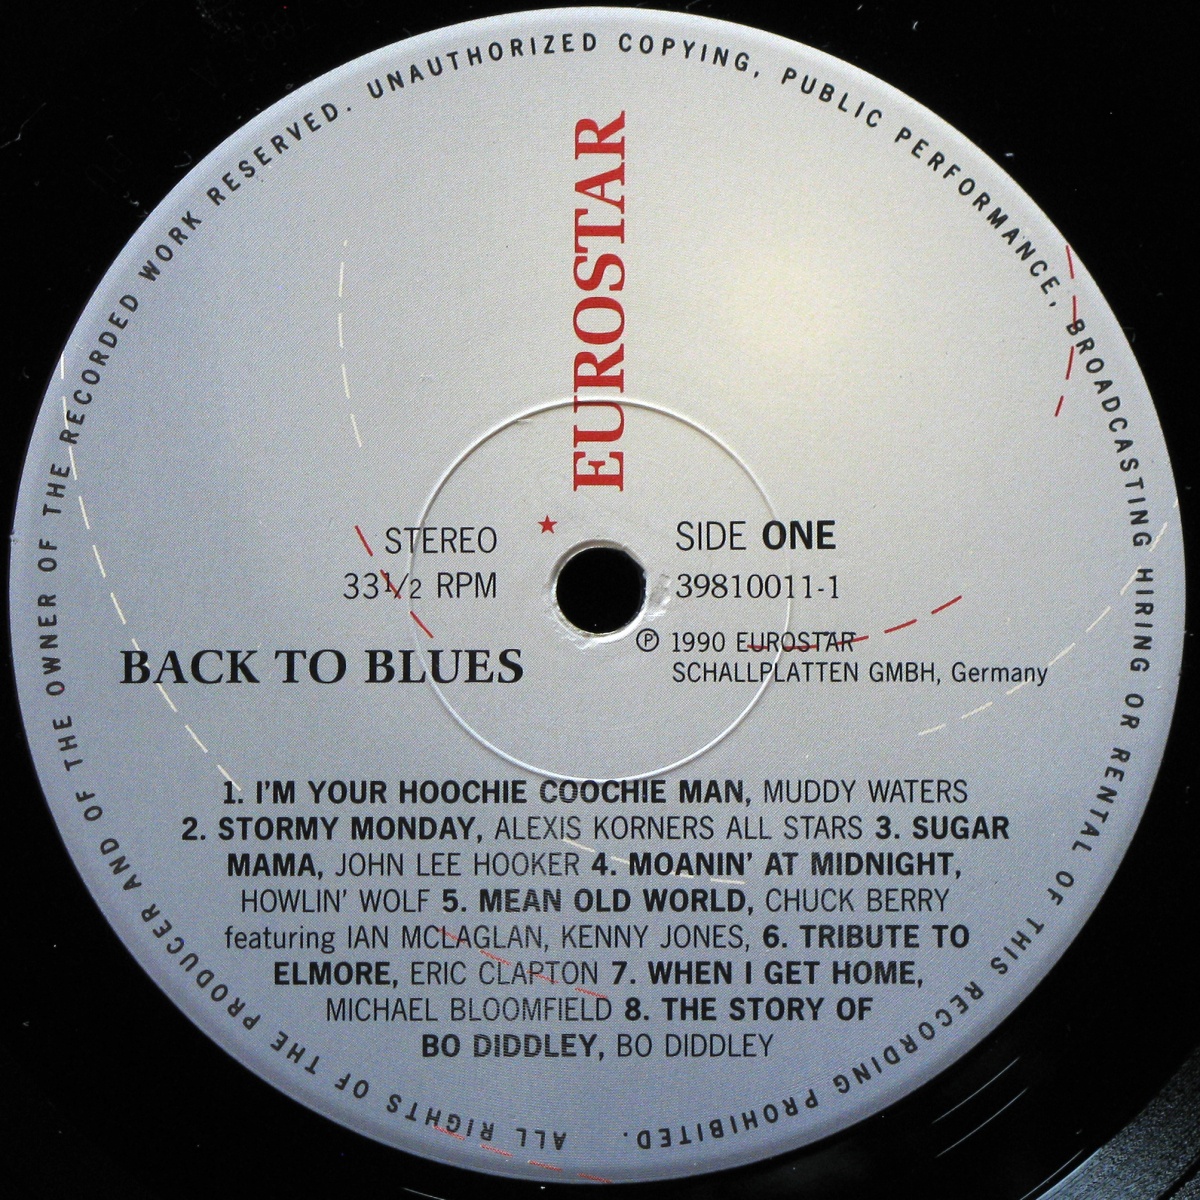 ALL RIGHTS OF THE PRODUCER AND OF THE OWNER OF THE RECORDED WORK RESERVED. UNAUTHORIZED COPYING, PUBLIC PERFORMANCE, BROADCASTING HIRING OR RENTAL OF THIS RECORDING PROHIBITED.
EUROSTAR
STEREO
33 1/2 RPM
SIDE ONE
39810011-1
℗ 1990 EUROSTAR
SCHALLPLATTEN GMBH, Germany
BACK TO BLUES
1. I'M YOUR HOOCHIE COOCHIE MAN, MUDDY WATERS
2. STORMY MONDAY, ALEXIS KORNERS ALL STARS 3. SUGAR
MAMA, JOHN LEE HOOKER 4. MOANIN' AT MIDNIGHT,
HOWLIN' WOLF 5. MEAN OLD WORLD, CHUCK BERRY
featuring IAN MCLAGLAN, KENNY JONES, 6. TRIBUTE TO
ELMORE, ERIC CLAPTON 7. WHEN I GET HOME,
MICHAEL BLOOMFIELD 8. THE STORY OF
BO DIDDLEY, BO DIDDLEY